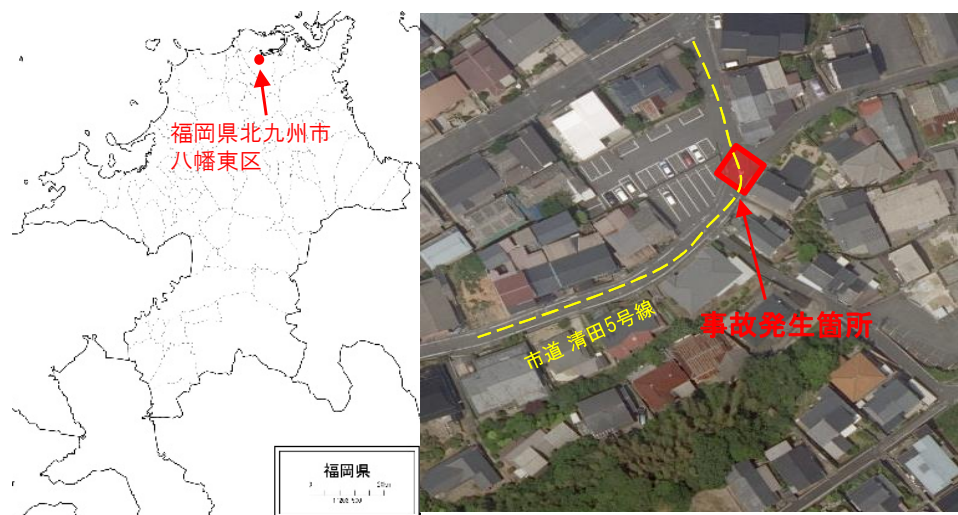 福岡県北九州市
八幡東区
福岡県
市道 清田5号線
事故発生箇所